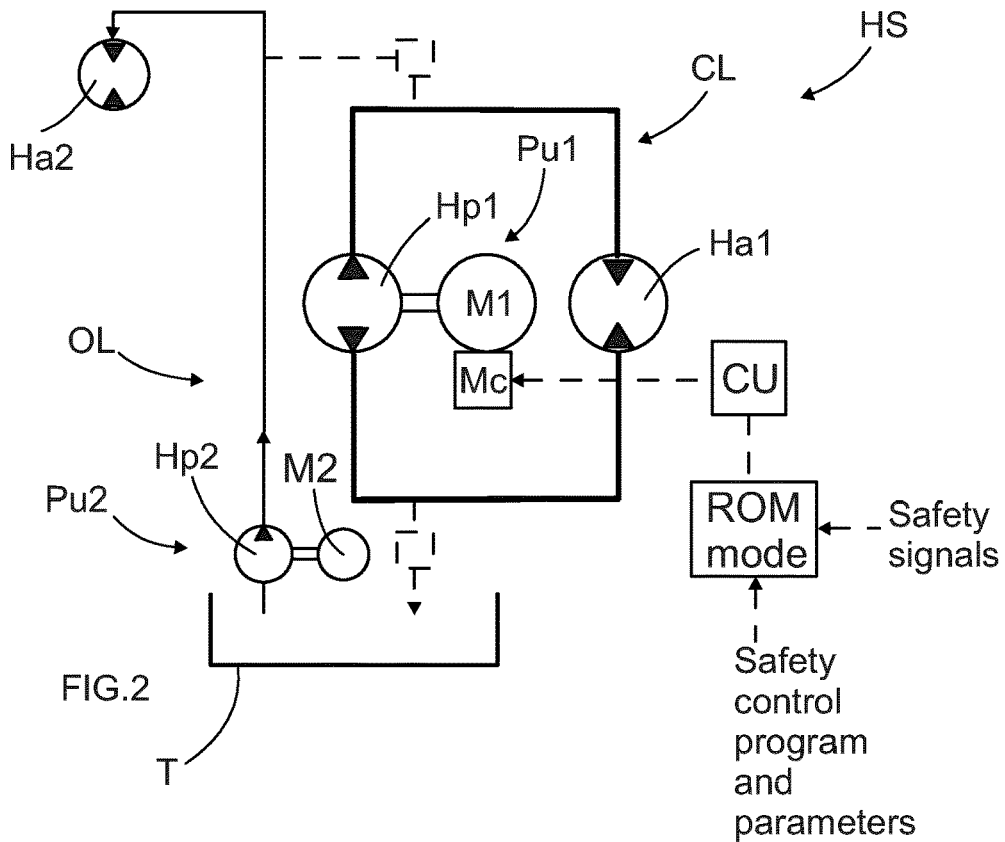 HS
CL
Ha2
Pu1
Hp1
Ha1
M1
OL
Mc
CU
Hp2
M2
Pu2
ROM
mode
Safety
signals
FIG.2
T
Safety
control
program
and
parameters